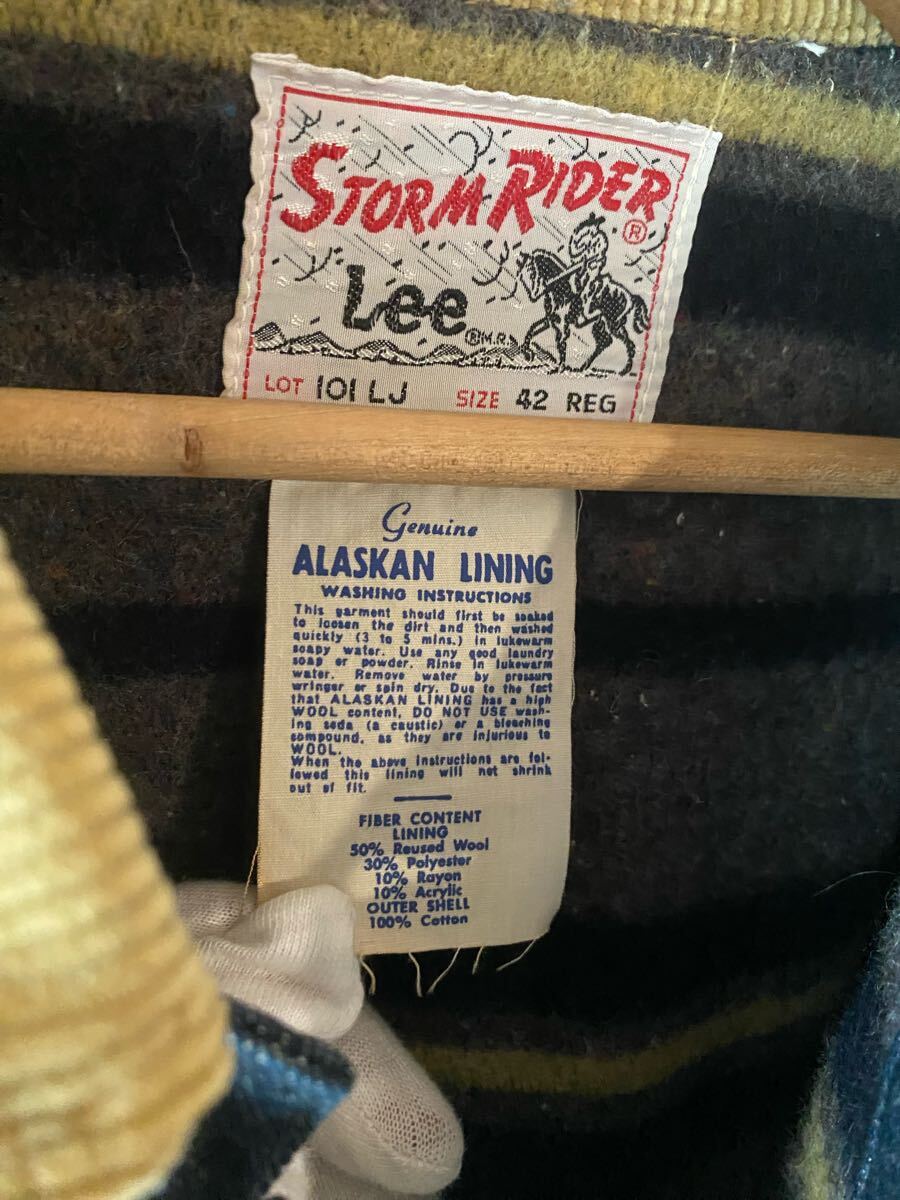 STORM RIDER ®
Lee ® M.R.
LOT 101 LJ SIZE 42 REG
Genuine
ALASKAN LINING
WASHING INSTRUCTIONS
This garment should first be soaked
to loosen the dirt and then washed
quickly (3 to 5 mins.) in lukewarm
soapy water. Use any good laundry
soap or powder. Rinse in lukewarm
water. Remove water by pressure
wringer or spin dry. Due to the fact
that ALASKAN LINING has a high
WOOL content, DO NOT USE wash-
ing soda (a caustic) or a bleaching
compound, as they are injurious to
WOOL.
When the above instructions are fol-
lowed this lining will not shrink
out of fit.
FIBER CONTENT
LINING
50% Reused Wool
30% Polyester
10% Rayon
10% Acrylic
OUTER SHELL
100% Cotton